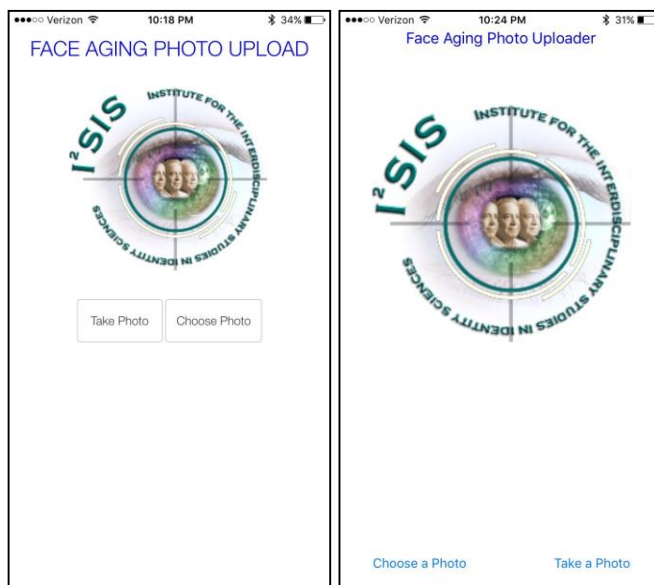 Verizon 10:18 PM 34%
FACE AGING PHOTO UPLOAD
I²SIS
INSTITUTE FOR THE INTERDISCIPLINARY STUDIES IN IDENTITY SCIENCES
Take Photo Choose Photo
Verizon 10:24 PM 31%
Face Aging Photo Uploader
I²SIS
INSTITUTE FOR THE INTERDISCIPLINARY STUDIES IN IDENTITY SCIENCES
Choose a Photo Take a Photo